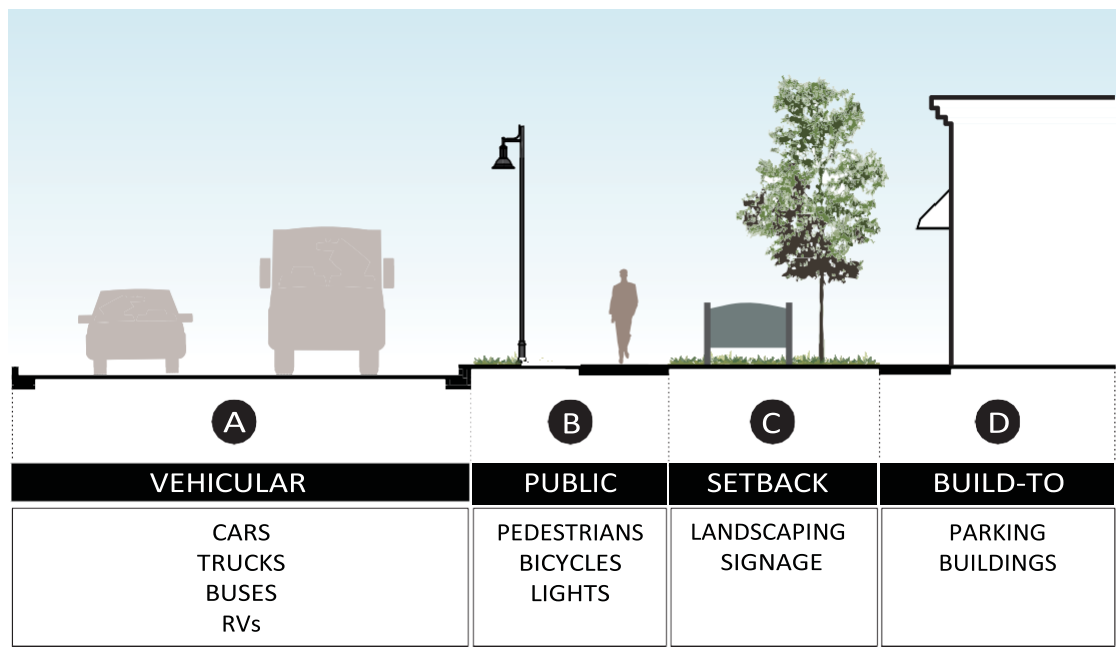 A
B
C
D
VEHICULAR
PUBLIC
SETBACK
BUILD-TO
CARS
TRUCKS
BUSES
RVs
PEDESTRIANS
BICYCLES
LIGHTS
LANDSCAPING
SIGNAGE
PARKING
BUILDINGS